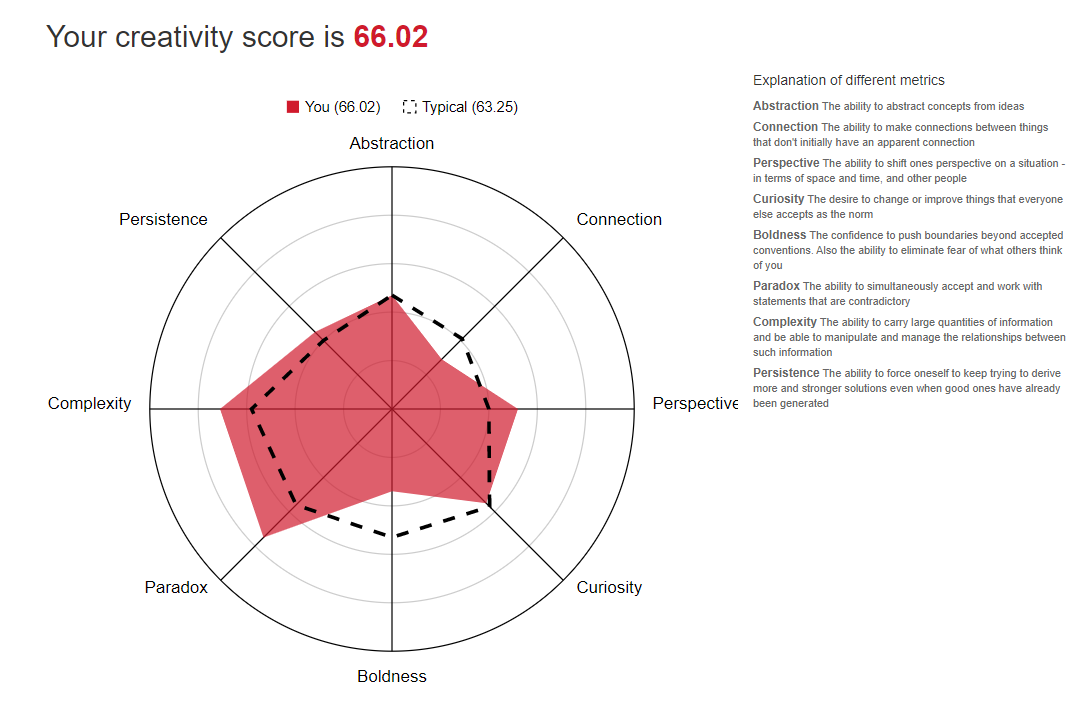 Your creativity score is 66.02
You (66.02)
Typical (63.25)
Abstraction
Persistence
Connection
Complexity
Perspective
Paradox
Curiosity
Boldness
Explanation of different metrics
Abstraction The ability to abstract concepts from ideas
Connection The ability to make connections between things
that don't initially have an apparent connection
Perspective The ability to shift ones perspective on a situation -
in terms of space and time, and other people
Curiosity The desire to change or improve things that everyone
else accepts as the norm
Boldness The confidence to push boundaries beyond accepted
conventions. Also the ability to eliminate fear of what others think
of you
Paradox The ability to simultaneously accept and work with
statements that are contradictory
Complexity The ability to carry large quantities of information
and be able to manipulate and manage the relationships between
such information
Persistence The ability to force oneself to keep trying to derive
more and stronger solutions even when good ones have already
been generated